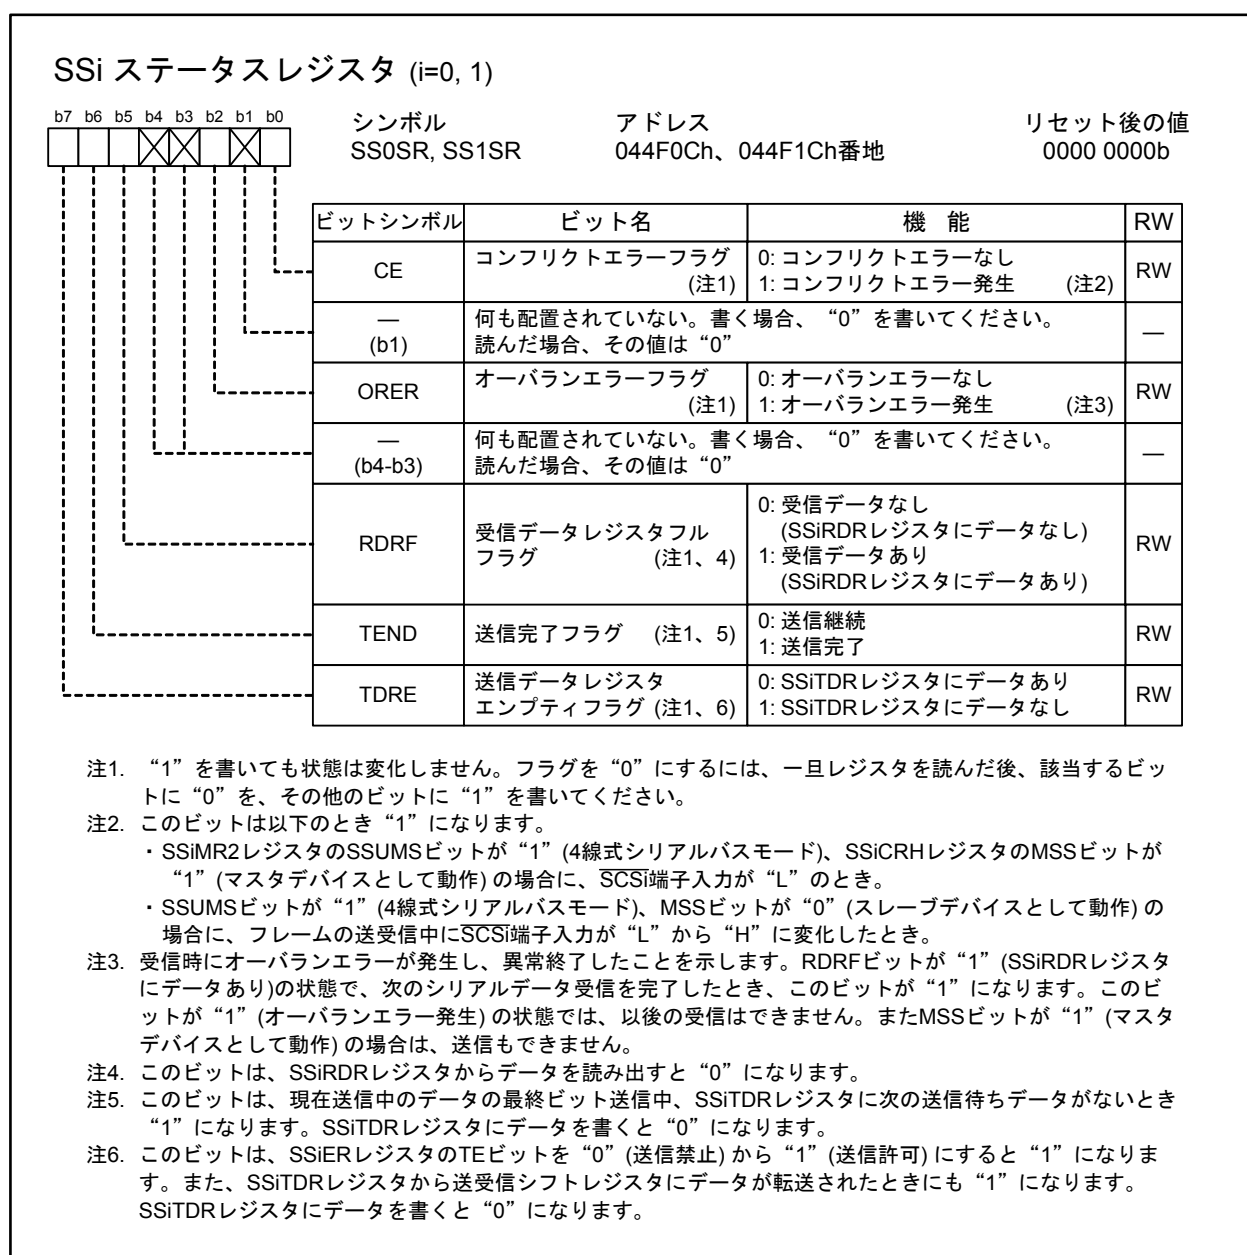 SSi ステータスレジスタ (i=0, 1)
b7 b6 b5 b4 b3 b2 b1 b0
シンボル アドレス リセット後の値
SS0SR, SS1SR 044F0Ch、044F1Ch番地 0000 0000b
ビットシンボル ビット名 機 能 RW
CE コンフリクトエラーフラグ (注1) 0: コンフリクトエラーなし RW
1: コンフリクトエラー発生 (注2)
— (b1) 何も配置されていない。書く場合、“0”を書いてください。 —
読んだ場合、その値は“0”
ORER オーバランエラーフラグ (注1) 0: オーバランエラーなし RW
1: オーバランエラー発生 (注3)
— (b4-b3) 何も配置されていない。書く場合、“0”を書いてください。 —
読んだ場合、その値は“0”
RDRF 受信データレジスタフル
フラグ (注1、4) 0: 受信データなし RW
(SSiRDRレジスタにデータなし)
1: 受信データあり
(SSiRDRレジスタにデータあり)
TEND 送信完了フラグ (注1、5) 0: 送信継続 RW
1: 送信完了
TDRE 送信データレジスタ
エンプティフラグ (注1、6) 0: SSiTDRレジスタにデータあり RW
1: SSiTDRレジスタにデータなし
注1. “1”を書いても状態は変化しません。フラグを“0”にするには、一旦レジスタを読んだ後、該当するビッ
トに“0”を、その他のビットに“1”を書いてください。
注2. このビットは以下のとき“1”になります。
・SSiMR2レジスタのSSUMSビットが“1”(4線式シリアルバスモード)、SSiCRHレジスタのMSSビットが
“1”(マスタデバイスとして動作) の場合に、SCSi端子入力が“L”のとき。
・SSUMSビットが“1”(4線式シリアルバスモード)、MSSビットが“0”(スレーブデバイスとして動作) の
場合に、フレームの送受信中にSCSi端子入力が“L”から“H”に変化したとき。
注3. 受信時にオーバランエラーが発生し、異常終了したことを示します。RDRFビットが“1”(SSiRDRレジスタ
にデータあり)の状態で、次のシリアルデータ受信を完了したとき、このビットが“1”になります。このビ
ットが“1”(オーバランエラー発生) の状態では、以後の受信はできません。またMSSビットが“1”(マスタ
デバイスとして動作) の場合は、送信もできません。
注4. このビットは、SSiRDRレジスタからデータを読み出すと“0”になります。
注5. このビットは、現在送信中のデータの最終ビット送信中、SSiTDRレジスタに次の送信待ちデータがないとき
“1”になります。SSiTDRレジスタにデータを書くと“0”になります。
注6. このビットは、SSiERレジスタのTEビットを“0”(送信禁止) から“1”(送信許可) にすると“1”になりま
す。また、SSiTDRレジスタから送受信シフトレジスタにデータが転送されたときにも“1”になります。
SSiTDRレジスタにデータを書くと“0”になります。